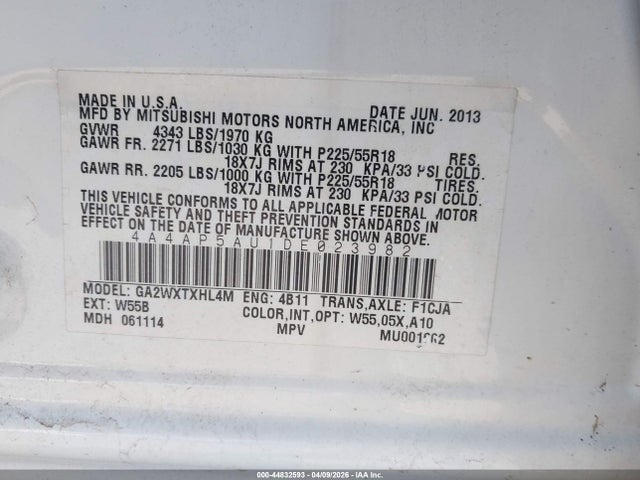 MADE IN U.S.A. DATE JUN. 2013
MFD BY MITSUBISHI MOTORS NORTH AMERICA, INC
GVWR 4343 LBS/1970 KG
GAWR FR. 2271 LBS/1030 KG WITH P225/55R18 RES.
18X7J RIMS AT 230 KPA/33 PSI COLD.
GAWR RR. 2205 LBS/1000 KG WITH P225/55R18 TIRES.
18X7J RIMS AT 230 KPA/33 PSI COLD.
THIS VEHICLE CONFORMS TO ALL APPLICABLE FEDERAL MOTOR
VEHICLE SAFETY AND THEFT PREVENTION STANDARDS IN
EFFECT ON THE DATE OF MANUFACTURE SHOWN ABOVE.
4A4AP5AU1DE023982
MODEL: GA2WXTXHL4M ENG: 4B11 TRANS,AXLE: F1CJA
EXT: W55B COLOR,INT,OPT: W55,05X,A10
MDH 061114 MPV
000-44832593 - 04/09/2026 - IAA Inc.